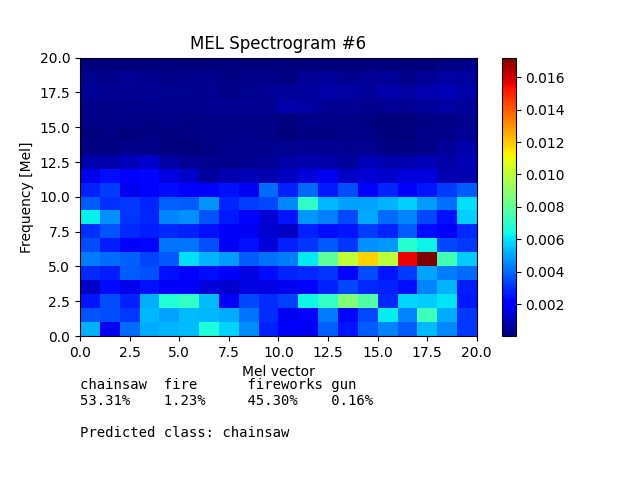 MEL Spectrogram #6
Frequency [Mel]
20.0
17.5
15.0
12.5
10.0
7.5
5.0
2.5
0.0
0.0 2.5 5.0 7.5 10.0 12.5 15.0 17.5 20.0
Mel vector
0.016
0.014
0.012
0.010
0.008
0.006
0.004
0.002
chainsaw fire fireworks gun
53.31% 1.23% 45.30% 0.16%
Predicted class: chainsaw